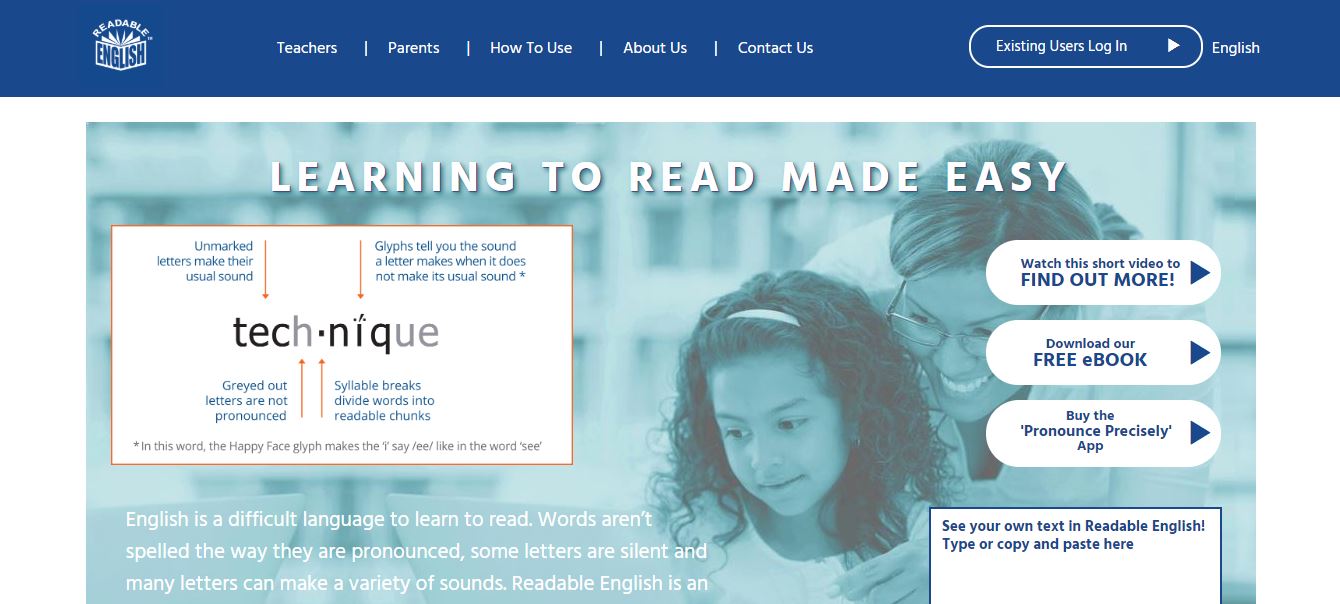 READABLE™
ENGLISH
Teachers | Parents | How To Use | About Us | Contact Us
Existing Users Log In
English
LEARNING TO READ MADE EASY
Unmarked
letters make their
usual sound
Glyphs tell you the sound
a letter makes when it does
not make its usual sound *
tech·nïque
Greyed out
letters are not
pronounced
Syllable breaks
divide words into
readable chunks
* In this word, the Happy Face glyph makes the ‘i’ say /ee/ like in the word ‘see’
Watch this short video to
FIND OUT MORE!
Download our
FREE eBOOK
Buy the
'Pronounce Precisely'
App
English is a difficult language to learn to read. Words aren’t
spelled the way they are pronounced, some letters are silent and
many letters can make a variety of sounds. Readable English is an
See your own text in Readable English!
Type or copy and paste here